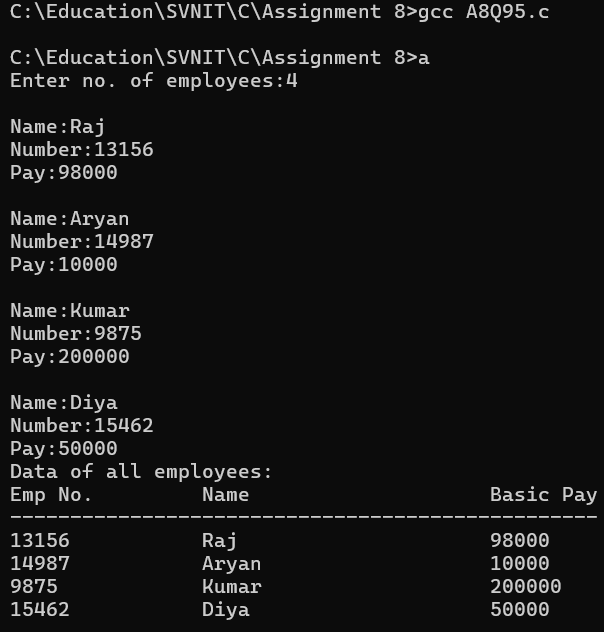 C:\Education\SVNIT\C\Assignment 8>gcc A8Q95.c
C:\Education\SVNIT\C\Assignment 8>a
Enter no. of employees:4
Name:Raj
Number:13156
Pay:98000
Name:Aryan
Number:14987
Pay:10000
Name:Kumar
Number:9875
Pay:200000
Name:Diya
Number:15462
Pay:50000
Data of all employees:
Emp No. Name Basic Pay
-------------------------------------------------
13156 Raj 98000
14987 Aryan 10000
9875 Kumar 200000
15462 Diya 50000